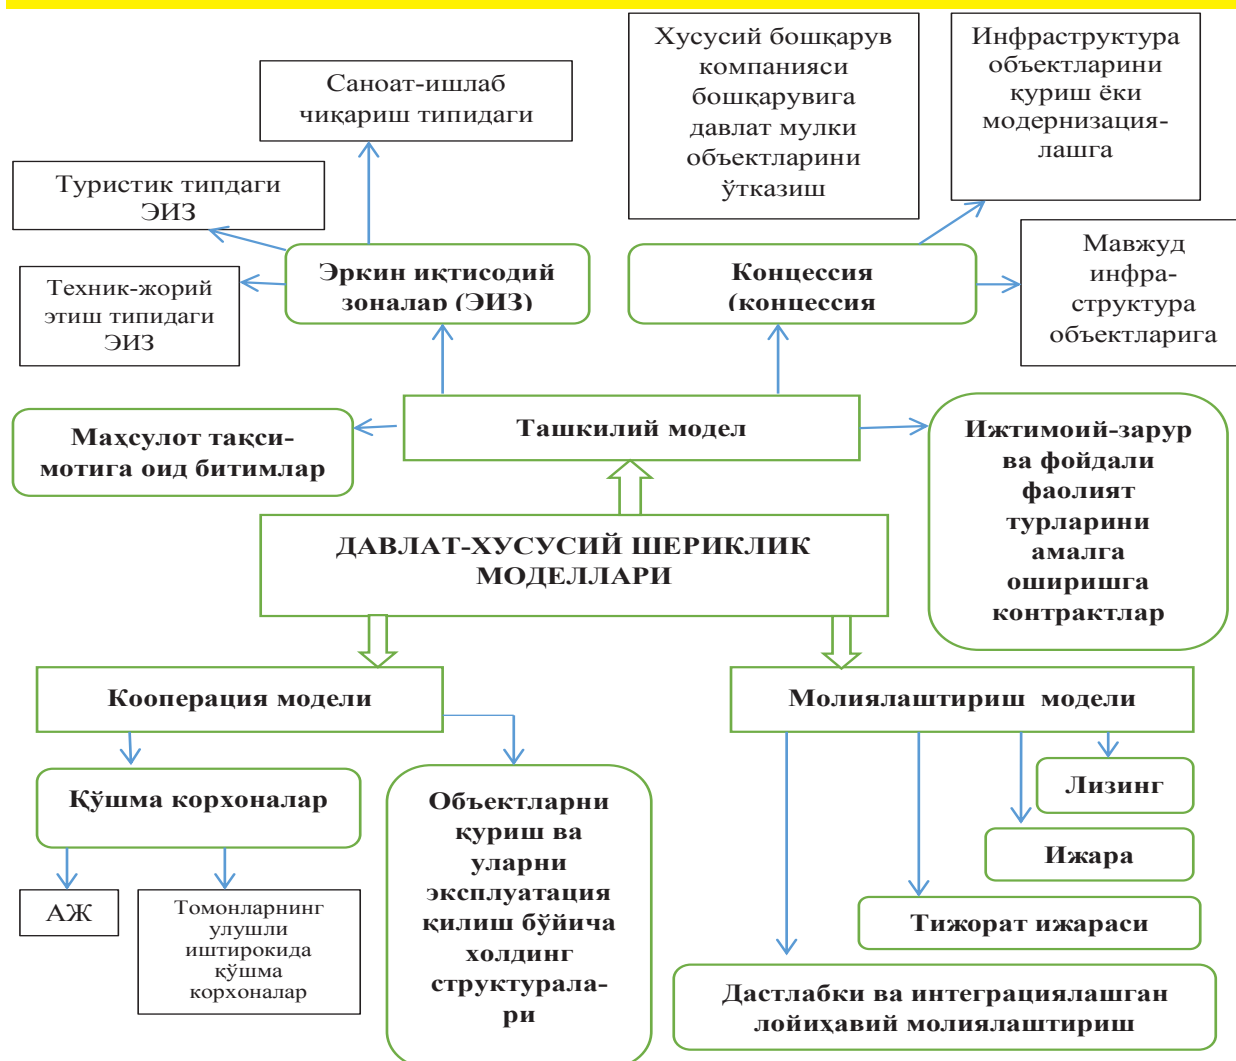 Хусусий бошқарув
компанияси
бошқарувига
давлат мулки
объектларини
ўтказиш
Инфраструктура
объектларини
қуриш ёки
модернизация-
лашга
Саноат-ишлаб
чиқариш типидаги
Туристик типдаги
ЭИЗ
Техник-жорий
этиш типидаги
ЭИЗ
Эркин иқтисодий
зоналар (ЭИЗ)
Концессия
(концессия
Мавжуд
инфра-
структура
объектларига
Маҳсулот тақси-
мотига оид битимлар
Ташкилий модел
Ижтимоий-зарур
ва фойдали
фаолият
турларини
амалга
оширишга
контрактлар
ДАВЛАТ-ХУСУСИЙ ШЕРИКЛИК
МОДЕЛЛАРИ
Кооперация модели
Молиялаштириш модели
Қўшма корхоналар
АЖ
Томонларнинг
улушли
иштирокида
қўшма
корхоналар
Объектларни
қуриш ва
уларни
эксплуатация
қилиш бўйича
холдинг
структурала-
ри
Лизинг
Ижара
Тижорат ижараси
Дастлабки ва интеграциялашган
лойиҳавий молиялаштириш